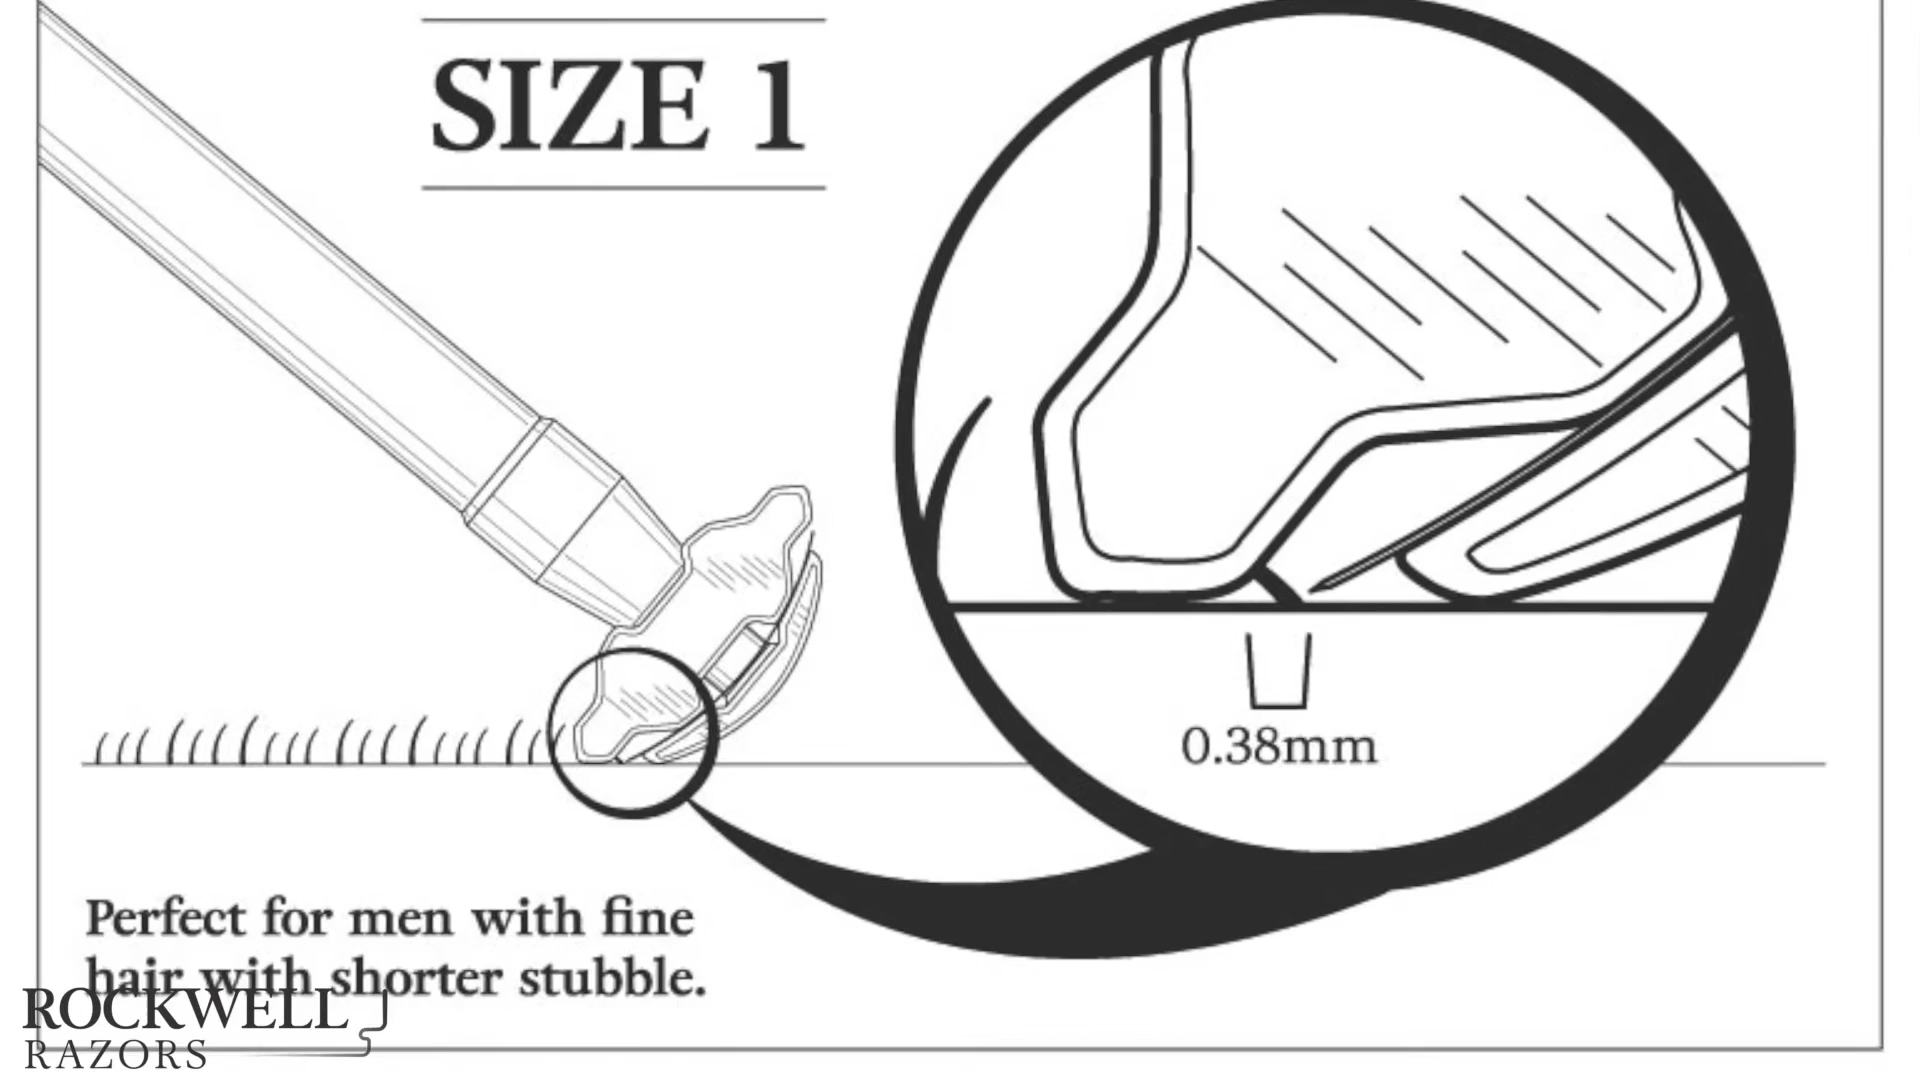 SIZE 1
0.38mm
Perfect for men with fine
hair with shorter stubble.
ROCKWELL
RAZORS